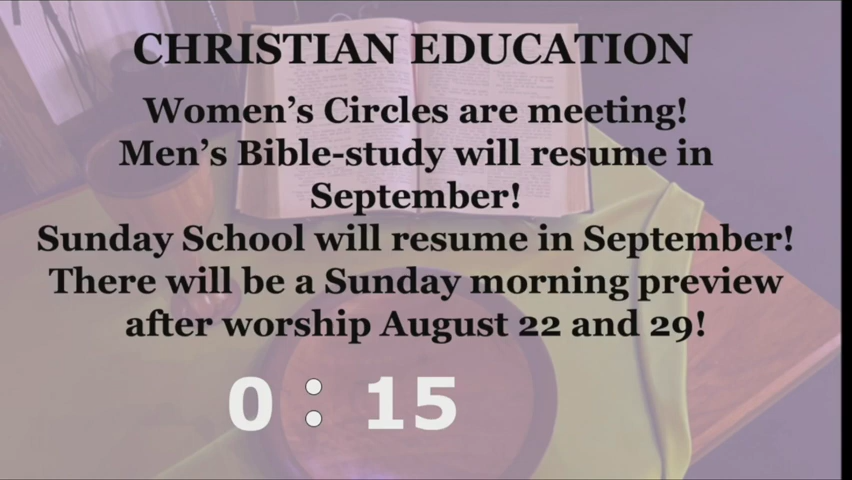 CHRISTIAN EDUCATION
Women's Circles are meeting!
Men's Bible-study will resume in
September!
Sunday School will resume in September!
There will be a Sunday morning preview
after worship August 22 and 29!
0 : 15